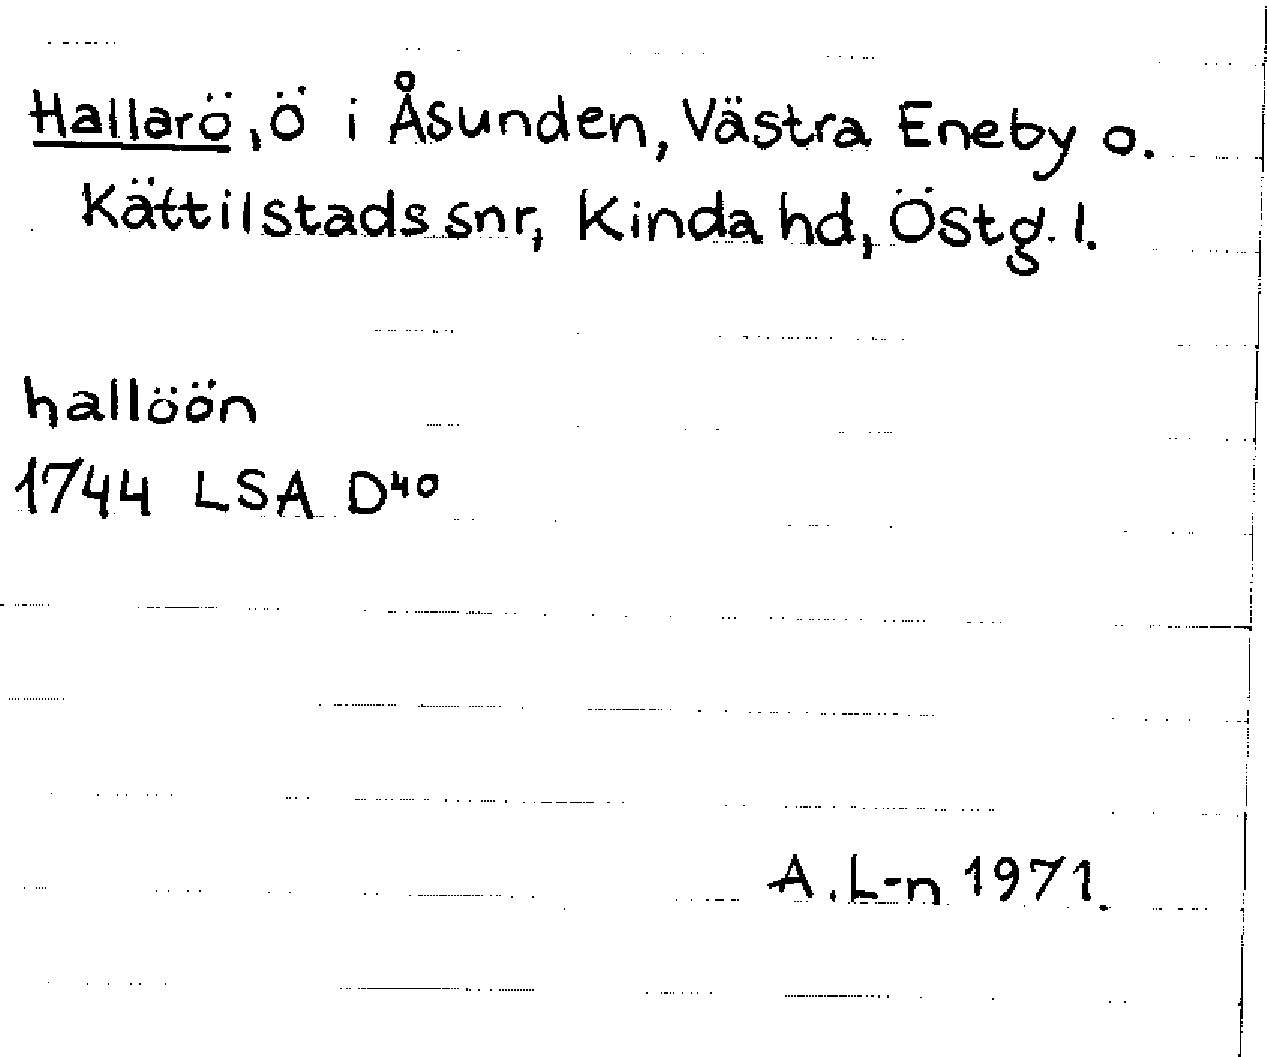 Hallarö, ö i Åsunden, Västra Eneby o.
Kättilstads snr, Kinda hd, Östg. l.
hallöön
1744 LSA D40
A. L-n 1971.